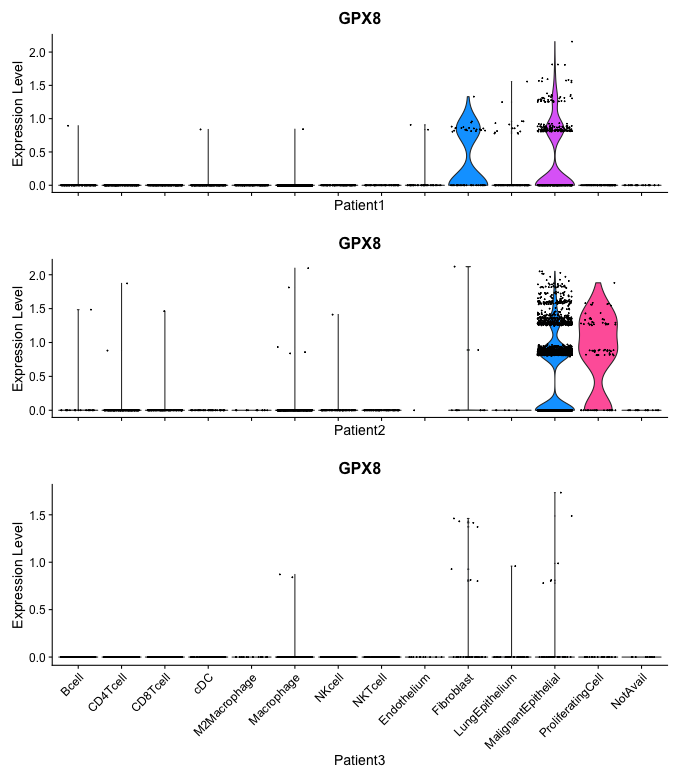 GPX8
Expression Level
2.0
1.5
1.0
0.5
0.0
Patient1
GPX8
Expression Level
2.0
1.5
1.0
0.5
0.0
Patient2
GPX8
Expression Level
1.5
1.0
0.5
0.0
Bcell
CD4Tcell
CD8Tcell
cDC
M2Macrophage
Macrophage
NKcell
NKTcell
Endothelium
Fibroblast
LungEpithelium
MalignantEpithelial
ProliferatingCell
NotAvail
Patient3